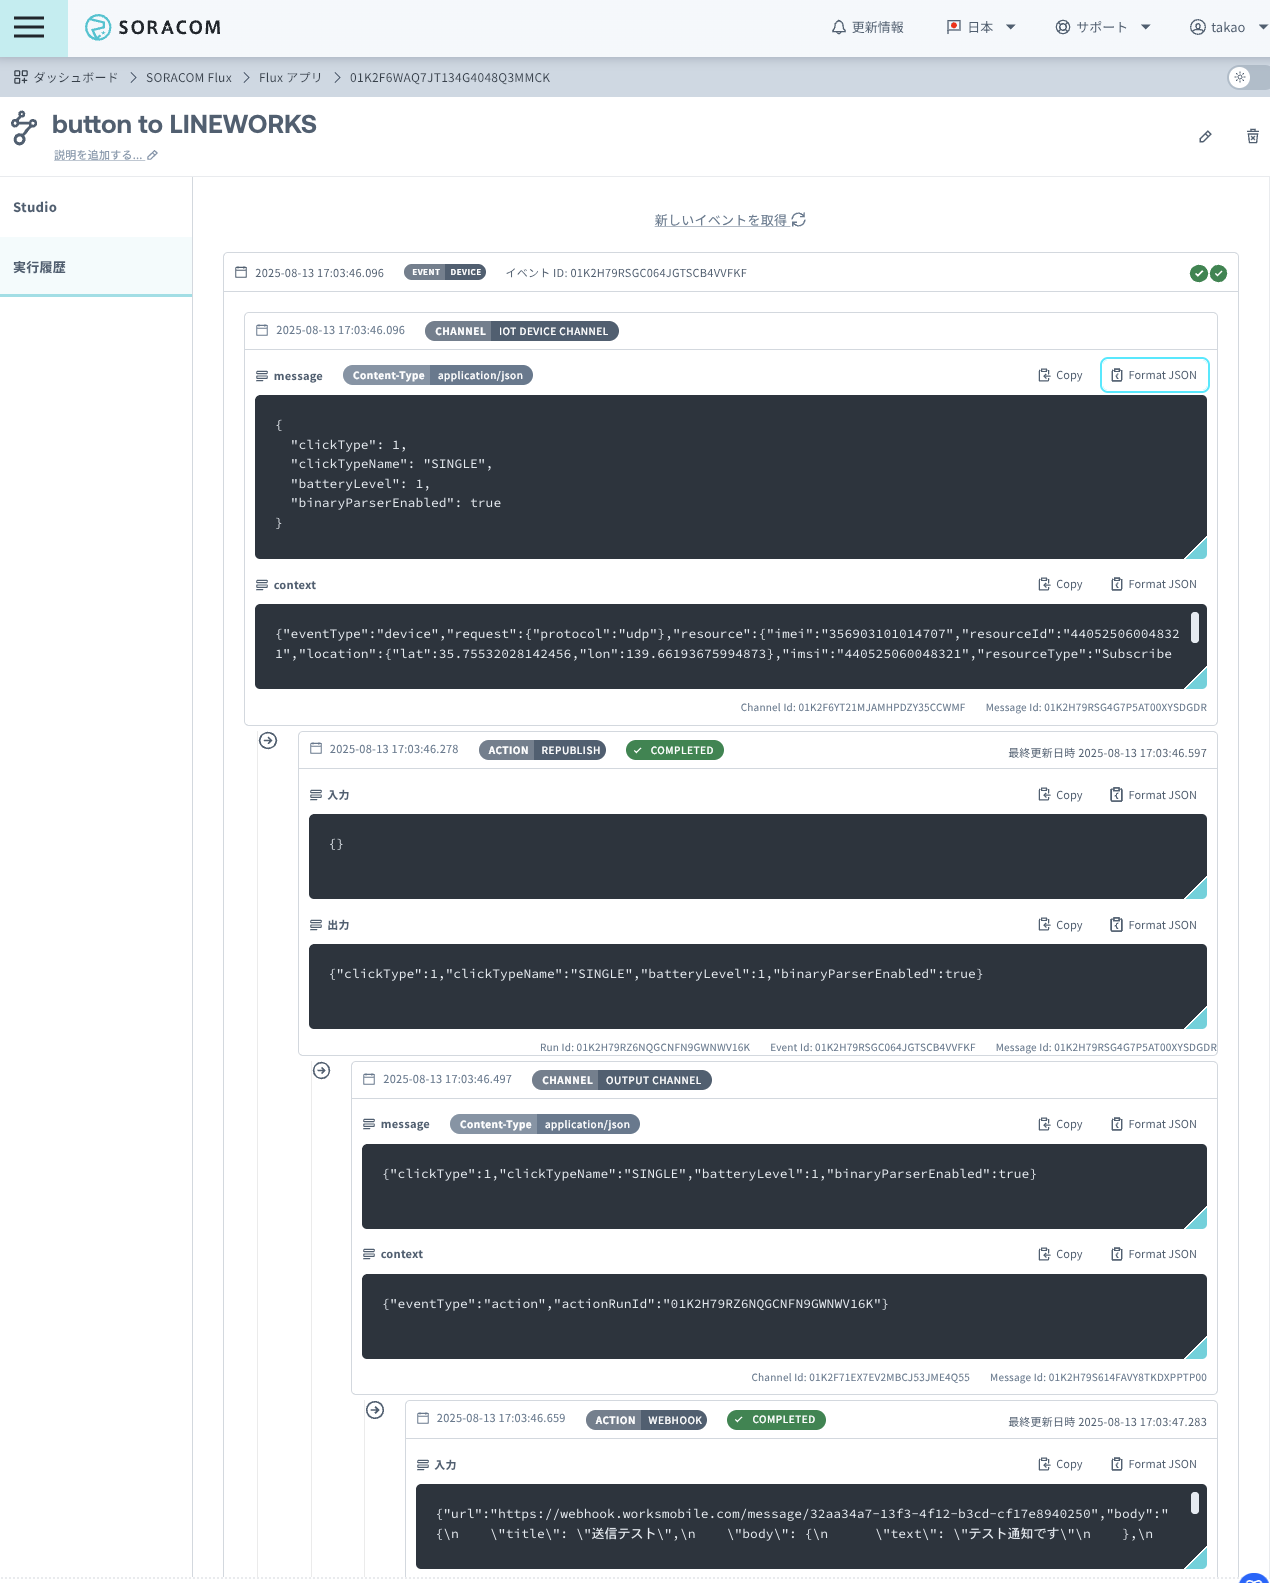 SORACOM
更新情報
日本
サポート
takao
ダッシュボード
SORACOM Flux
Flux アプリ
01K2F6WAQ7JT134G4048Q3MMCK
button to LINEWORKS
説明を追加する...
Studio
実行履歴
新しいイベントを取得
2025-08-13 17:03:46.096 EVENT DEVICE イベント ID: 01K2H79RSGC064JGTSCB4VVFKF
2025-08-13 17:03:46.096 CHANNEL IOT DEVICE CHANNEL
message Content-Type application/json Copy Format JSON
{
"clickType": 1,
"clickTypeName": "SINGLE",
"batteryLevel": 1,
"binaryParserEnabled": true
}
context Copy Format JSON
{"eventType":"device","request":{"protocol":"udp"},"resource":{"imei":"356903101014707","resourceId":"44052506004832
1","location":{"lat":35.75532028142456,"lon":139.66193675994873},"imsi":"440525060048321","resourceType":"Subscribe
Channel Id: 01K2F6YT21MJAMHPDZY35CCWMF Message Id: 01K2H79RSG4G7P5AT00XYSDGDR
2025-08-13 17:03:46.278 ACTION REPUBLISH COMPLETED 最終更新日時 2025-08-13 17:03:46.597
入力 Copy Format JSON
{}
出力 Copy Format JSON
{"clickType":1,"clickTypeName":"SINGLE","batteryLevel":1,"binaryParserEnabled":true}
Run Id: 01K2H79RZ6NQGCNFN9GWNWV16K Event Id: 01K2H79RSGC064JGTSCB4VVFKF Message Id: 01K2H79RSG4G7P5AT00XYSDGDR
2025-08-13 17:03:46.497 CHANNEL OUTPUT CHANNEL
message Content-Type application/json Copy Format JSON
{"clickType":1,"clickTypeName":"SINGLE","batteryLevel":1,"binaryParserEnabled":true}
context Copy Format JSON
{"eventType":"action","actionRunId":"01K2H79RZ6NQGCNFN9GWNWV16K"}
Channel Id: 01K2F71EX7EV2MBCJ53JME4Q55 Message Id: 01K2H79S614FAVY8TKDXPPTP00
2025-08-13 17:03:46.659 ACTION WEBHOOK COMPLETED 最終更新日時 2025-08-13 17:03:47.283
入力 Copy Format JSON
{"url":"https://webhook.worksmobile.com/message/32aa34a7-13f3-4f12-b3cd-cf17e8940250","body":"
{\n    \"title\": \"送信テスト\",\n    \"body\": {\n      \"text\": \"テスト通知です\"\n    },\n